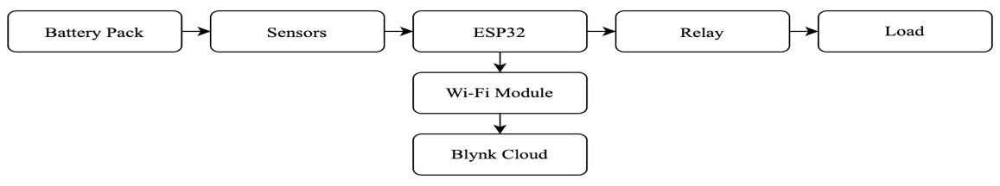 Battery Pack
Sensors
ESP32
Relay
Load
Wi-Fi Module
Blynk Cloud